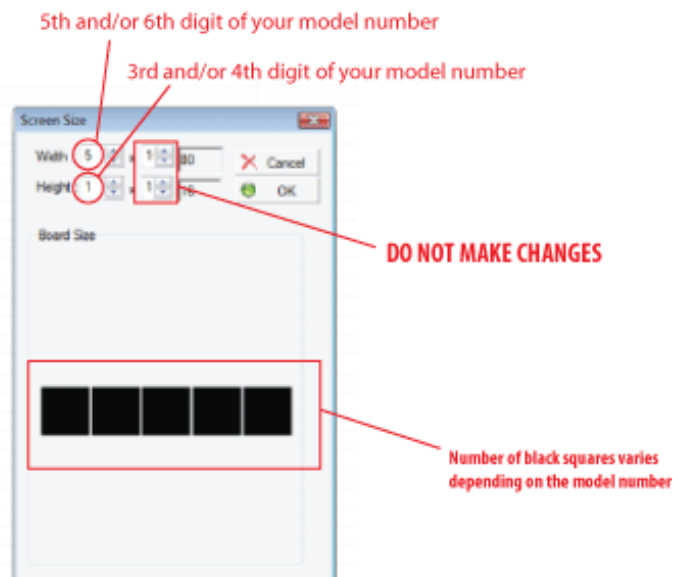 5th and/or 6th digit of your model number
3rd and/or 4th digit of your model number
Screen Size
Width 5 x 1 80 Cancel
Height 1 x 1 16 OK
DO NOT MAKE CHANGES
Board Size
Number of black squares varies
depending on the model number